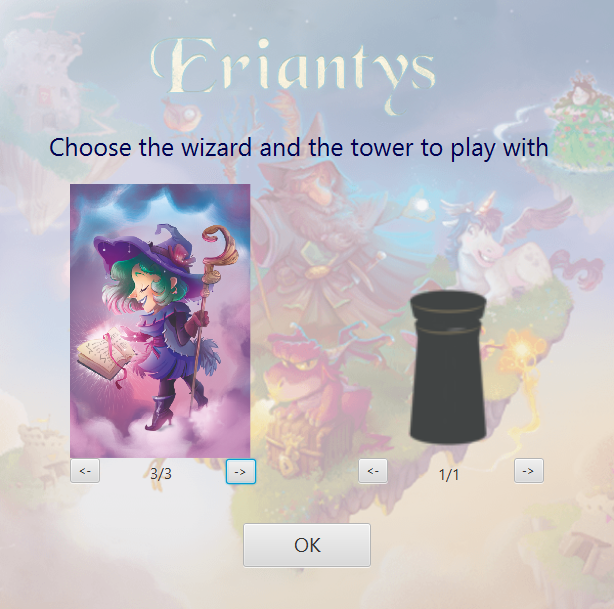 Eriantys
Choose the wizard and the tower to play with
<- 3/3 -> <- 1/1 ->
OK